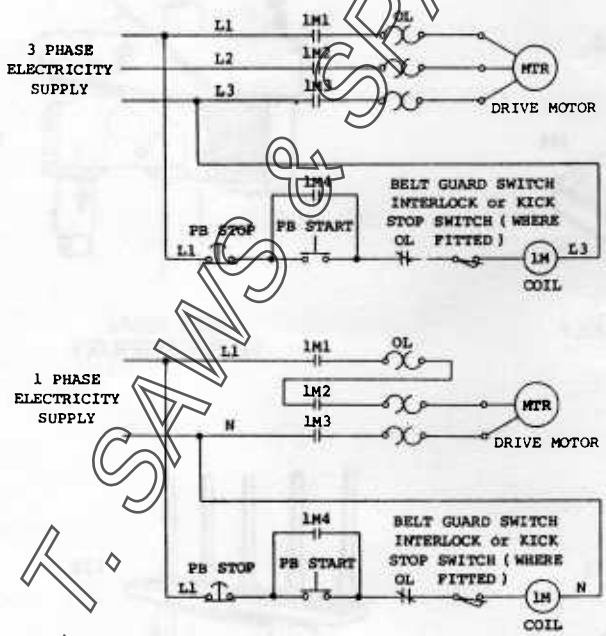 L1
1M1
OL
3 PHASE
ELECTRICITY
SUPPLY
L2
1M2
MTR
L3
1M3
DRIVE MOTOR
1M4
BELT GUARD SWITCH
INTERLOCK or KICK
STOP SWITCH (WHERE
OL FITTED)
PB STOP
PB START
L1
1M
L3
COIL
L1
1M1
OL
1 PHASE
ELECTRICITY
SUPPLY
1M2
MTR
N
1M3
DRIVE MOTOR
1M4
BELT GUARD SWITCH
INTERLOCK or KICK
STOP SWITCH (WHERE
OL FITTED)
PB STOP
PB START
L1
1M
N
COIL
T. SAWS & SP